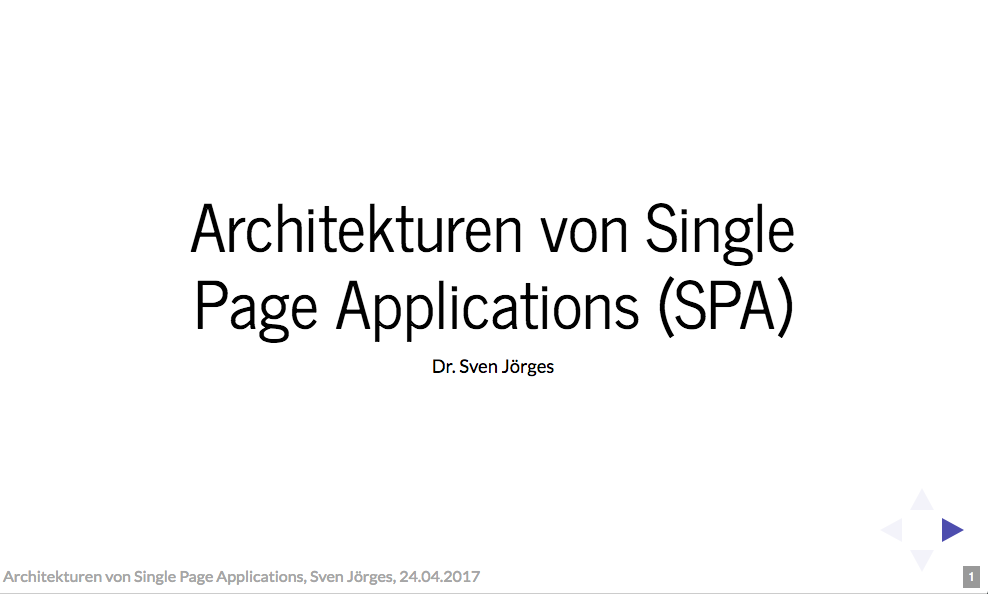 Architekturen von Single
Page Applications (SPA)
Dr. Sven Jörges
Architekturen von Single Page Applications, Sven Jörges, 24.04.2017
1